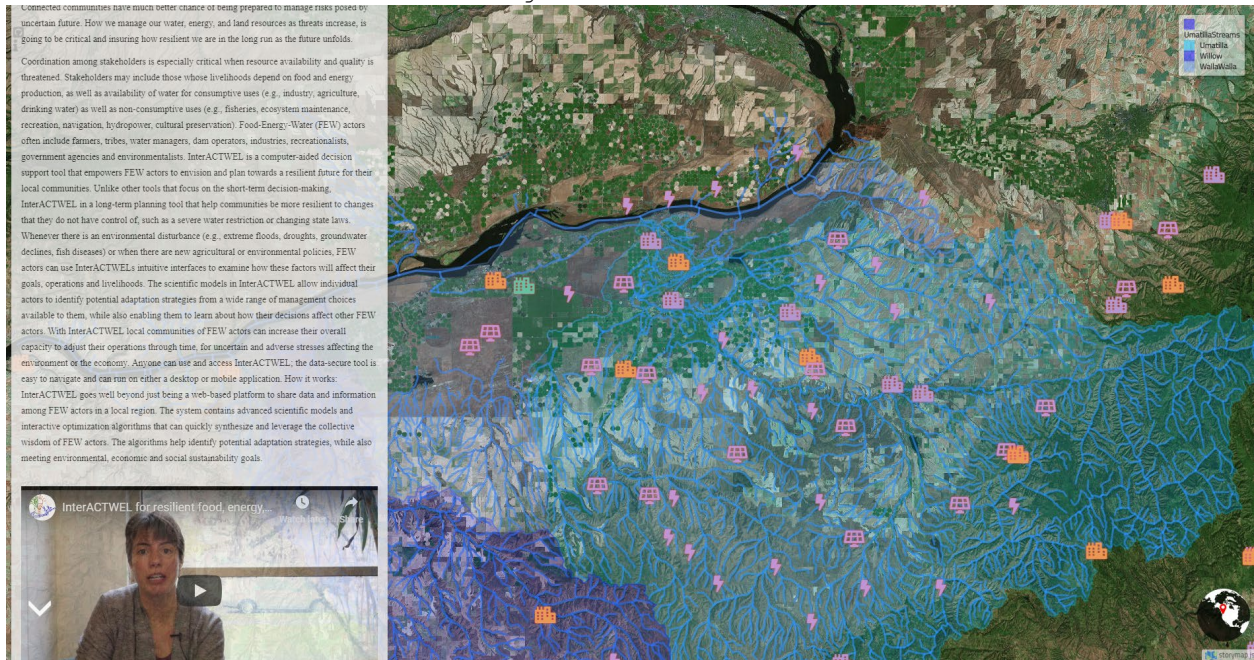 Connected communities have much better chance of being prepared to manage risks posed by
uncertain future. How we manage our water, energy, and land resources as threats increase, is
going to be critical and insuring how resilient we are in the long run as the future unfolds.
Coordination among stakeholders is especially critical when resource availability and quality is
threatened. Stakeholders may include those whose livelihoods depend on food and energy
production, as well as availability of water for consumptive uses (e.g., industry, agriculture,
drinking water) as well as non-consumptive uses (e.g., fisheries, ecosystem maintenance,
recreation, navigation, hydropower, cultural preservation). Food-Energy-Water (FEW) actors
often include farmers, tribes, water managers, dam operators, industries, recreationalists,
government agencies and environmentalists. InterACTWEL is a computer-aided decision
support tool that empowers FEW actors to envision and plan towards a resilient future for their
local communities. Unlike other tools that focus on the short-term decision-making,
InterACTWEL in a long-term planning tool that help communities be more resilient to changes
that they do not have control of, such as a severe water restriction or changing state laws.
Whenever there is an environmental disturbance (e.g., extreme floods, droughts, groundwater
declines, fish diseases) or when there are new agricultural or environmental policies, FEW
actors can use InterACTWELs intuitive interfaces to examine how these factors will affect their
goals, operations and livelihoods. The scientific models in InterACTWEL allow individual
actors to identify potential adaptation strategies from a wide range of management choices
available to them, while also enabling them to learn about how their decisions affect other FEW
actors. With InterACTWEL local communities of FEW actors can increase their overall
capacity to adjust their operations through time, for uncertain and adverse stresses affecting the
environment or the economy. Anyone can use and access InterACTWEL; the data-secure tool is
easy to navigate and can run on either a desktop or mobile application. How it works:
InterACTWEL goes well beyond just being a web-based platform to share data and information
among FEW actors in a local region. The system contains advanced scientific models and
interactive optimization algorithms that can quickly synthesize and leverage the collective
wisdom of FEW actors. The algorithms help identify potential adaptation strategies, while also
meeting environmental, economic and social sustainability goals.
InterACTWEL for resilient food, energy,...
Watch later
Share
UmatillaStreams
Umatilla
Willow
WallaWalla
storymap